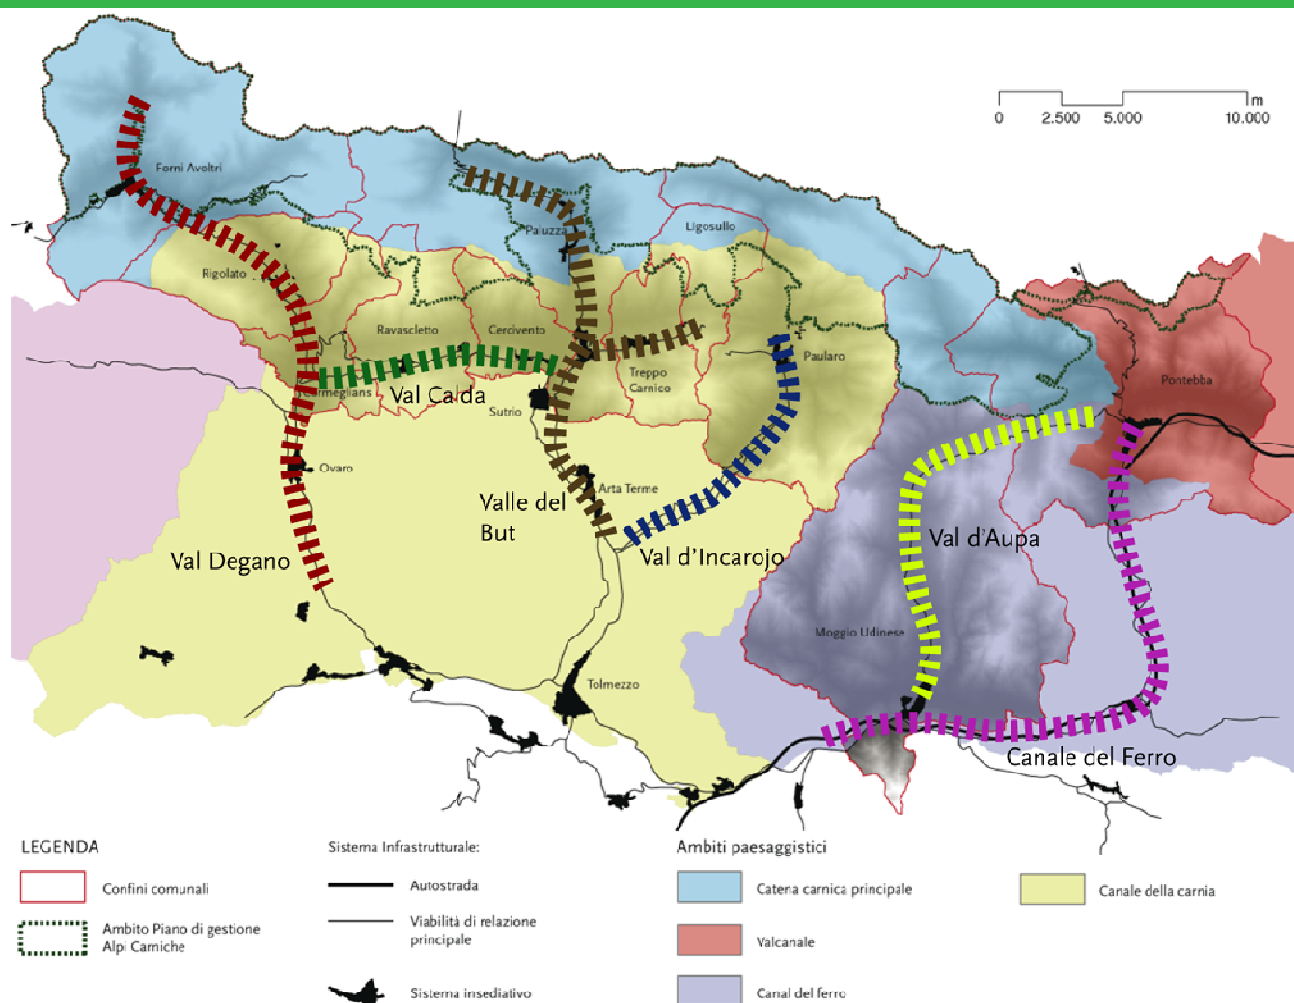 m
0 2.500 5.000 10.000
Forni Avoltri
Paluzza
Ligosullo
Rigolato
Ravascletto
Cercivento
Paularo
Treppo
Carnico
Pontebba
Comeglians
Val Calda
Sutrio
Ovaro
Arta Terme
Valle del
But
Val d'Aupa
Val Degano
Val d'Incarojo
Moggio Udinese
Tolmezzo
Canale del Ferro
LEGENDA
Confini comunali
Ambito Piano di gestione
Alpi Carniche
Sistema Infrastrutturale:
Autostrada
Viabilità di relazione
principale
Sistema insediativo
Ambiti paesaggistici
Catena carnica principale
Valcanale
Canal del ferro
Canale della carnia